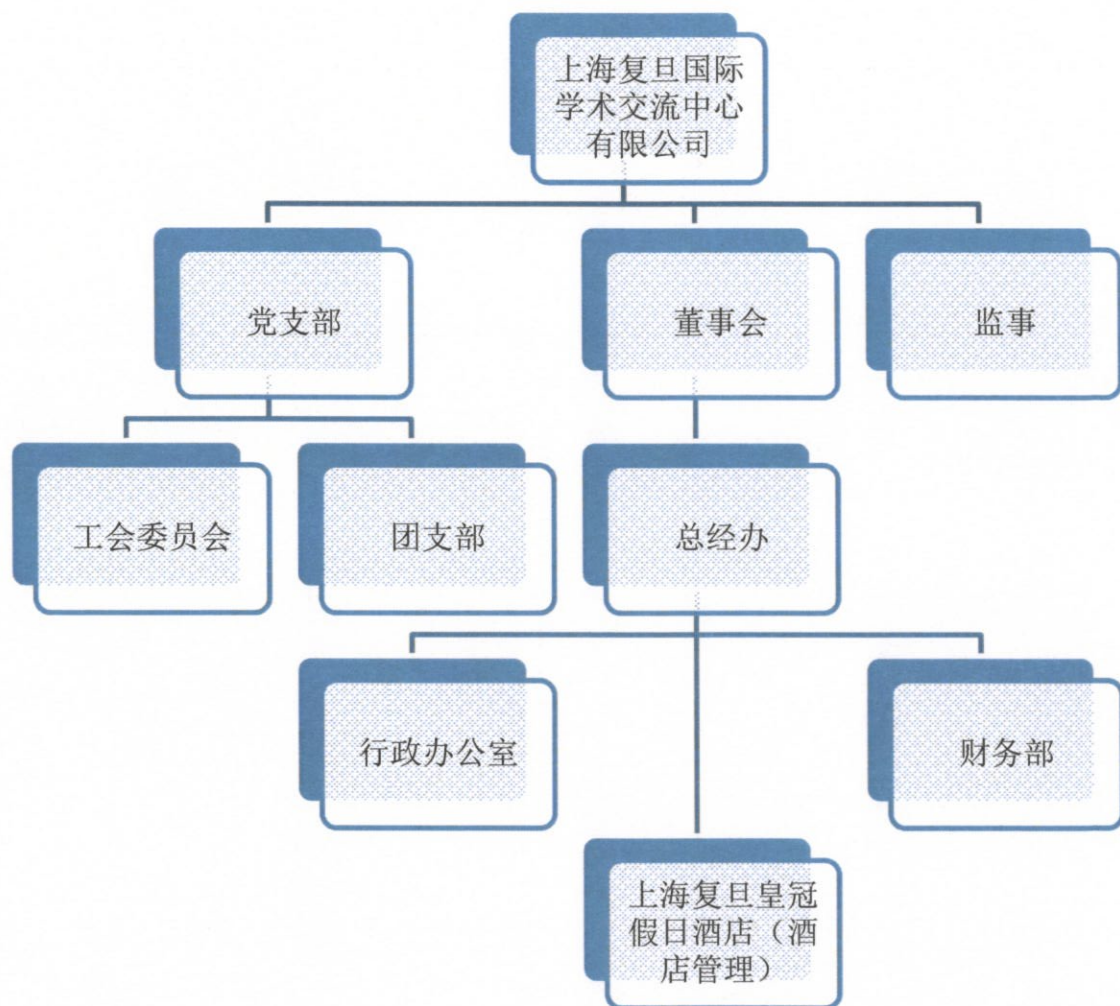 上海复旦国际
学术交流中心
有限公司
党支部
董事会
监事
工会委员会
团支部
总经办
行政办公室
财务部
上海复旦皇冠
假日酒店（酒
店管理）